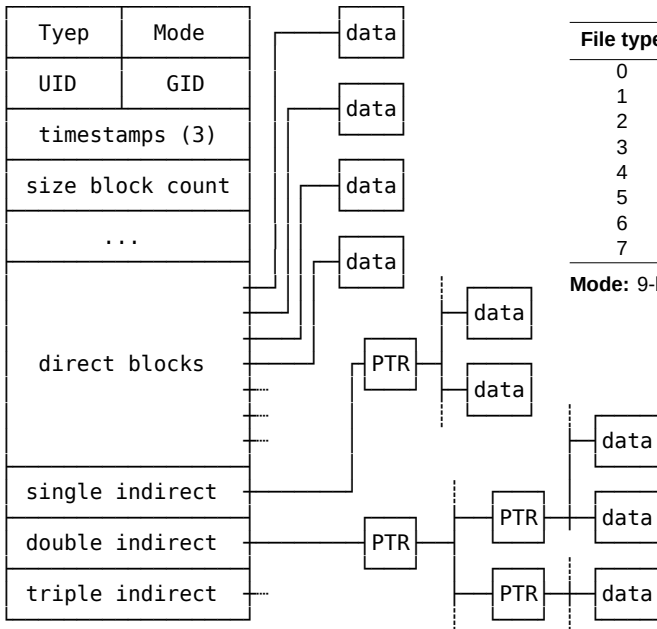 Tyep Mode
UID GID
timestamps (3)
size block count
...
direct blocks
single indirect
double indirect
triple indirect
data
data
data
data
PTR
data
data
PTR
PTR
data
data
PTR
data
File type
0
1
2
3
4
5
6
7
Mode: 9-